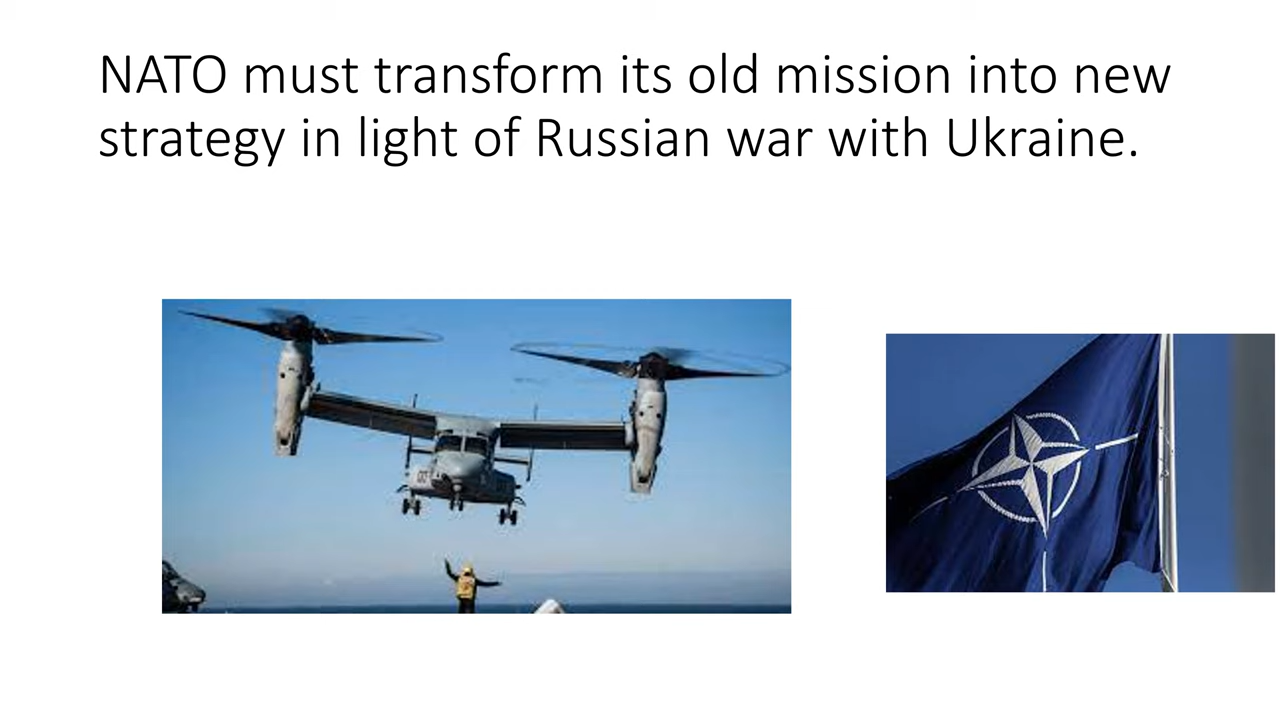 NATO must transform its old mission into new
strategy in light of Russian war with Ukraine.